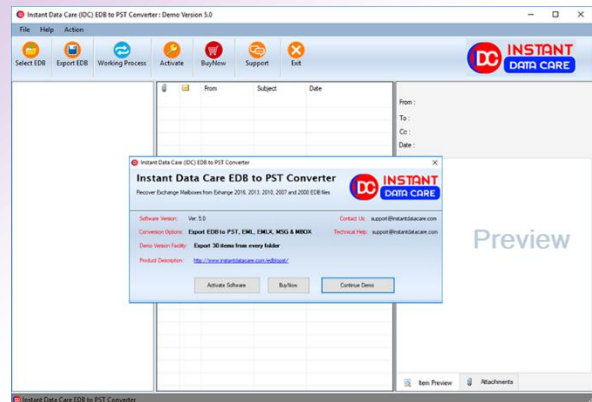 Instant Data Care (IDC) EDB to PST Converter : Demo Version 5.0
File Help Action
Select EDB Export EDB Working Process Activate BuyNow Support Exit
DC INSTANT
DATA CARE
From Subject Date
From :
To :
Cc :
Date :
Instant Data Care (IDC) EDB to PST Converter
Instant Data Care EDB to PST Converter
Recover Exchange Mailboxes from Exhange 2016, 2013, 2010, 2007 and 2000 EDB files
DC INSTANT
DATA CARE
Software Version: Ver: 5.0
Contact Us: support@instantdatacare.com
Conversion Options: Export EDB to PST, EML, EMLX, MSG & MBOX
Technical Help: support@instantdatacare.com
Demo Version Facility: Export 30 items from every folder
Product Description: http://www.instantdatacare.com/edbtopst/
Activate Software BuyNow Continue Demo
Preview
Item Preview Attachments
Instant Data Care EDB to PST Converter